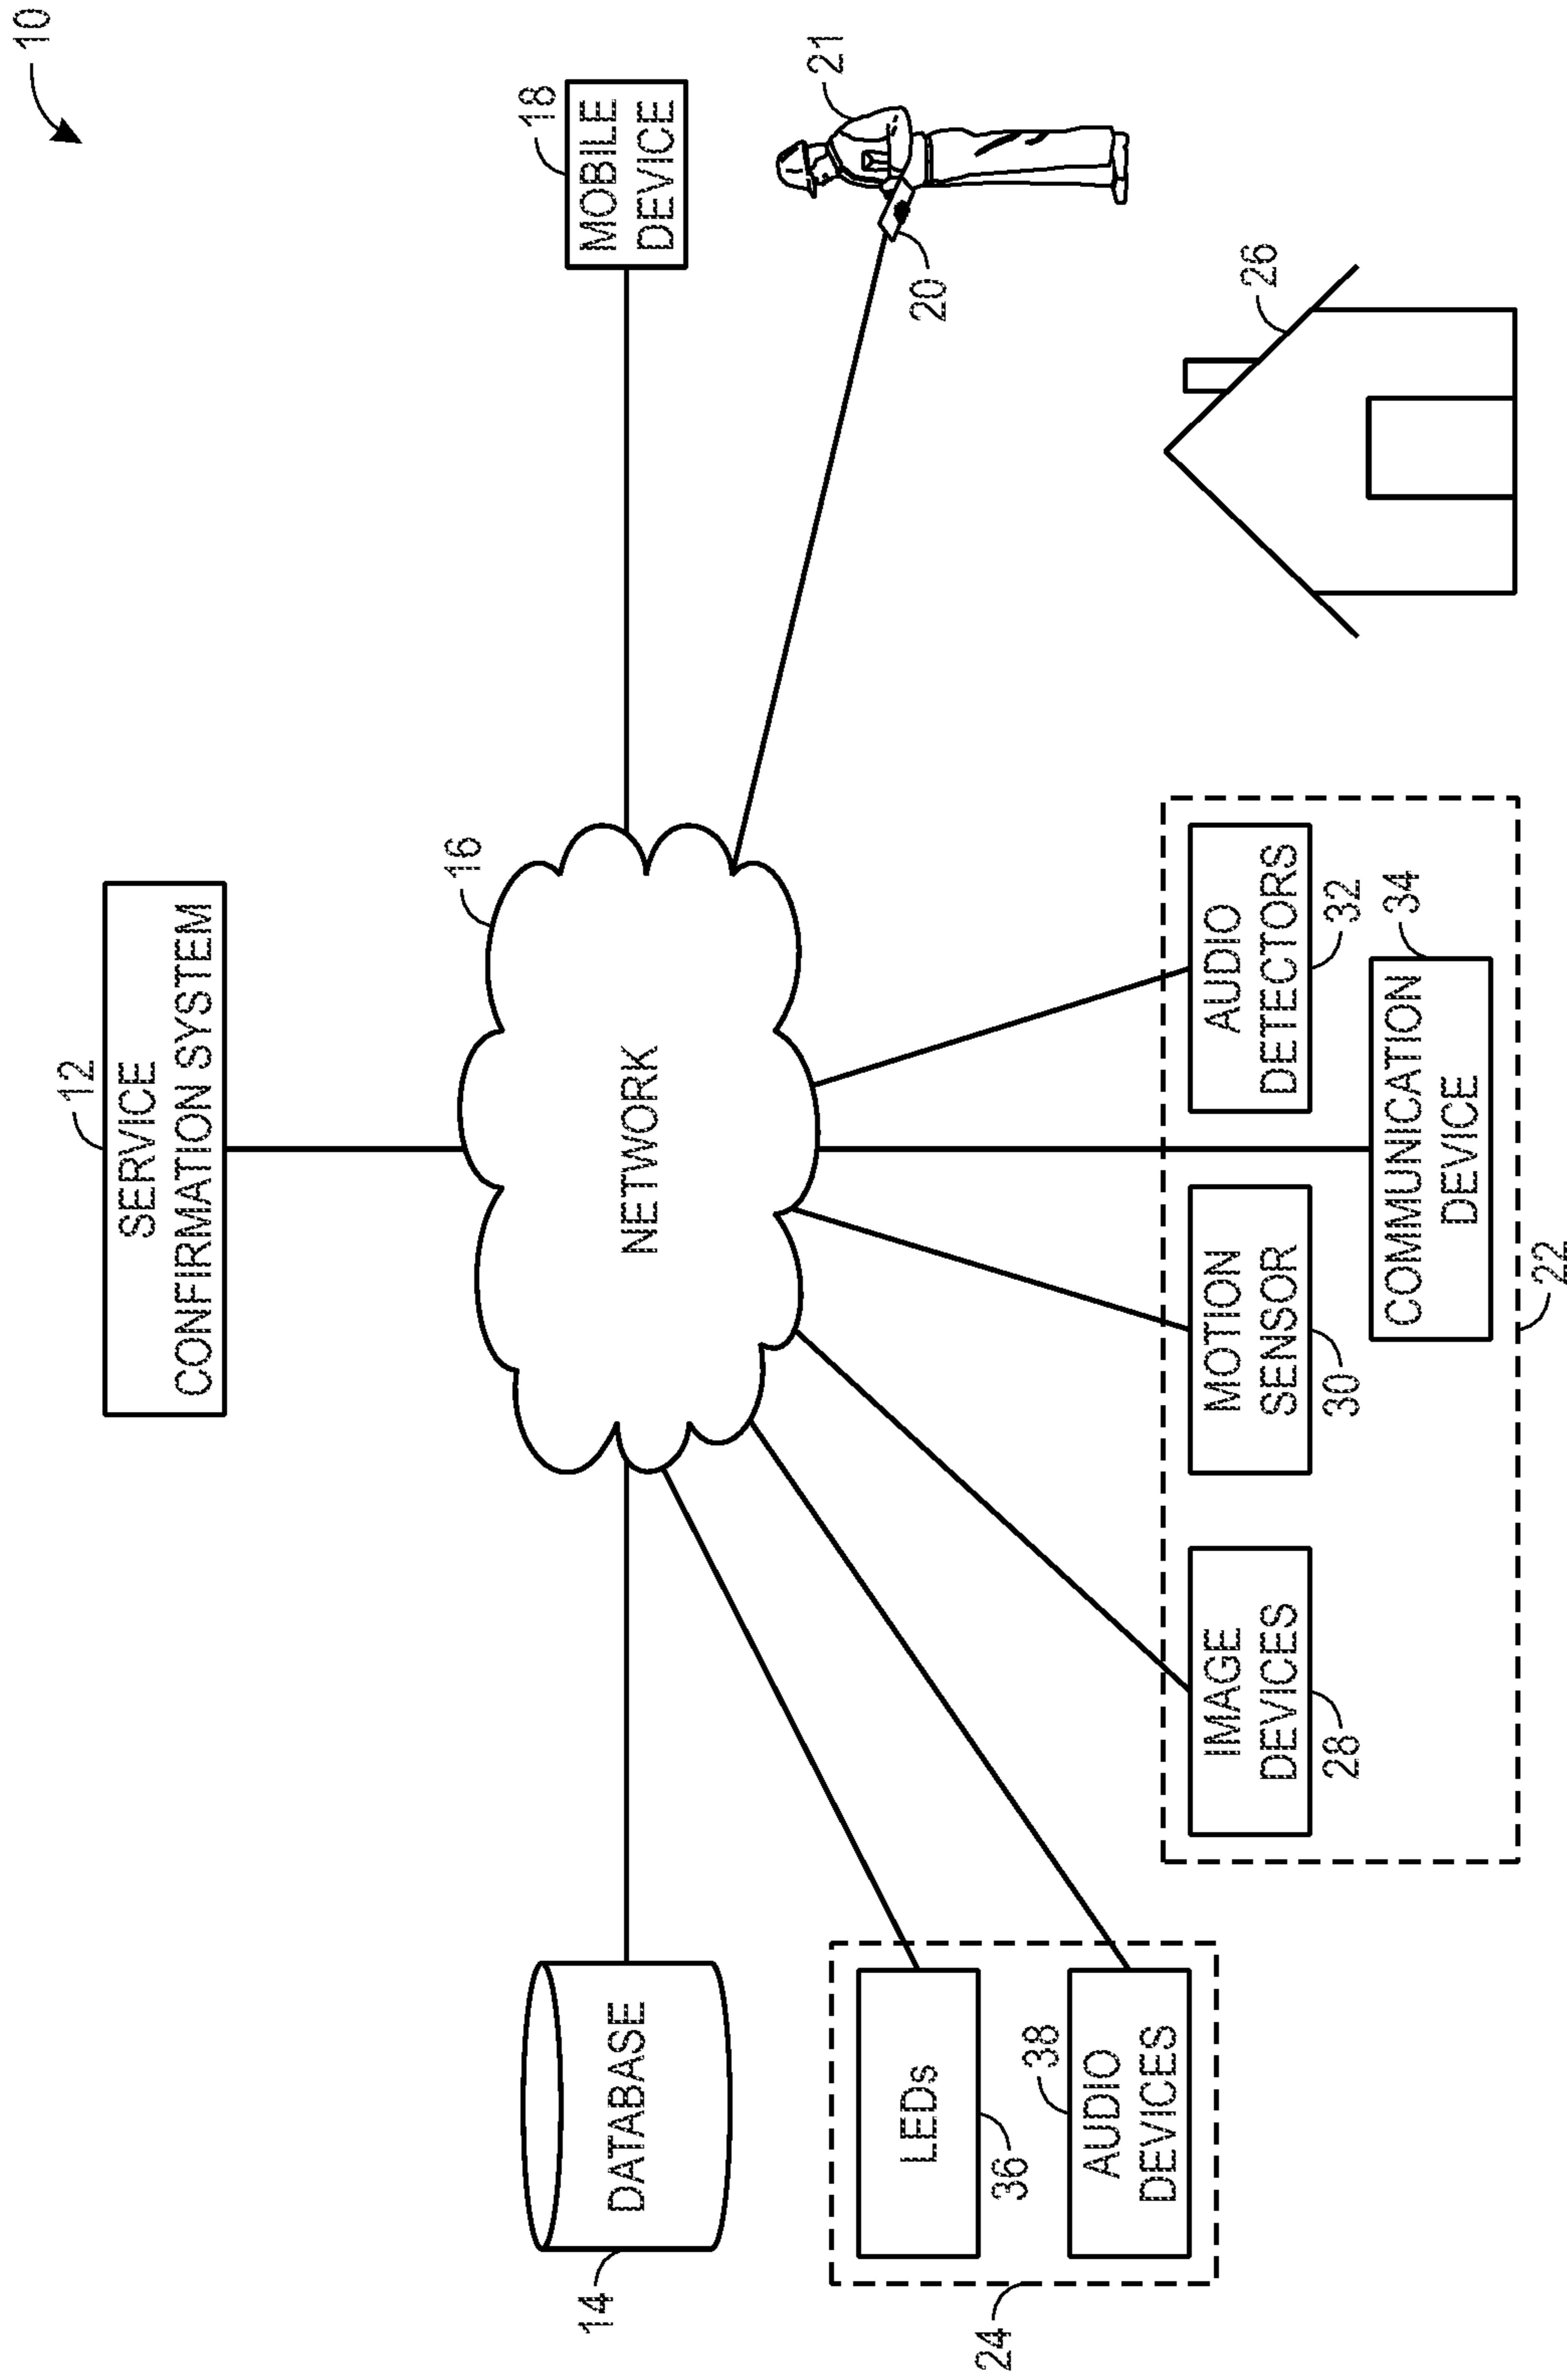 10
12
SERVICE
CONFIRMATION SYSTEM
14
DATABASE
16
NETWORK
18
MOBILE
DEVICE
24
LEDs
36
38
AUDIO
DEVICES
20
21
IMAGE
DEVICES
28
MOTION
SENSOR
30
AUDIO
DETECTORS
32
COMMUNICATION
DEVICE
34
22
26